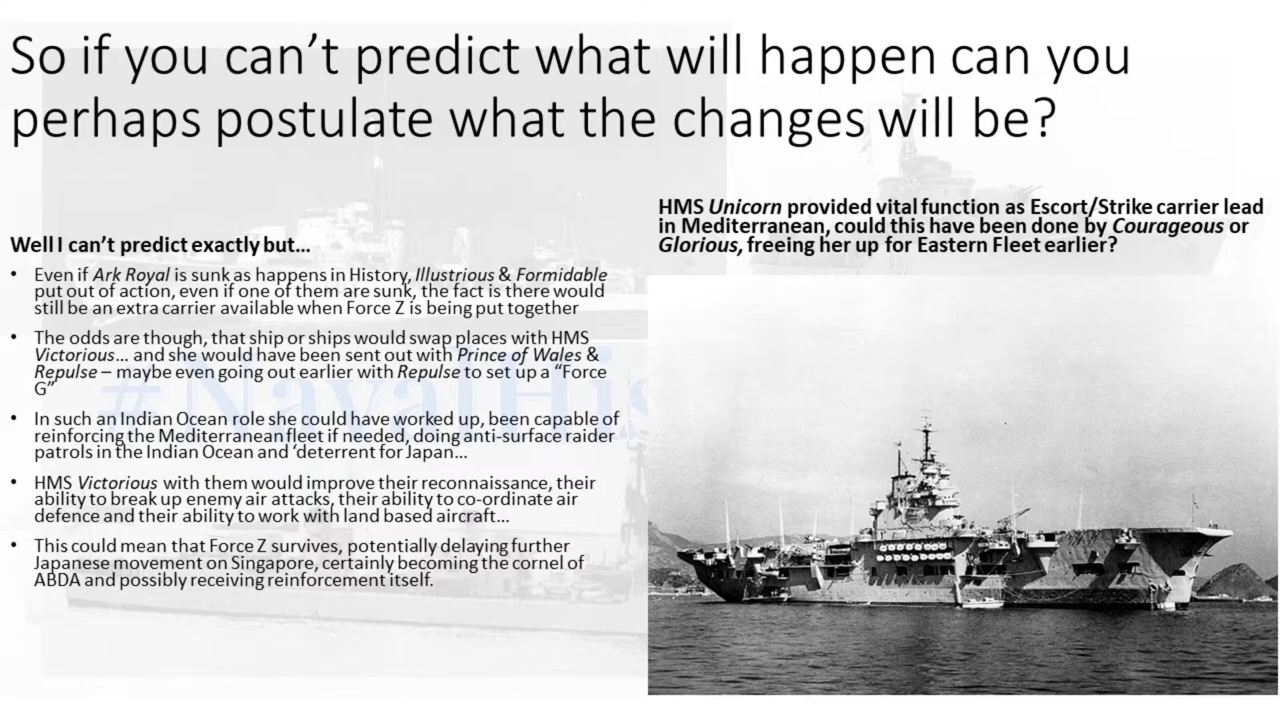 So if you can't predict what will happen can you
perhaps postulate what the changes will be?
Well I can't predict exactly but...
• Even if Ark Royal is sunk as happens in History, Illustrious & Formidable
put out of action, even if one of them are sunk, the fact is there would
still be an extra carrier available when Force Z is being put together
• The odds are though, that ship or ships would swap places with HMS
Victorious... and she would have been sent out with Prince of Wales &
Repulse – maybe even going out earlier with Repulse to set up a "Force
G"
• In such an Indian Ocean role she could have worked up, been capable of
reinforcing the Mediterranean fleet if needed, doing anti-surface raider
patrols in the Indian Ocean and 'deterrent for Japan...
• HMS Victorious with them would improve their reconnaissance, their
ability to break up enemy air attacks, their ability to co-ordinate air
defence and their ability to work with land based aircraft...
• This could mean that Force Z survives, potentially delaying further
Japanese movement on Singapore, certainly becoming the cornel of
ABDA and possibly receiving reinforcement itself.
HMS Unicorn provided vital function as Escort/Strike carrier lead
in Mediterranean, could this have been done by Courageous or
Glorious, freeing her up for Eastern Fleet earlier?
#NavalHis